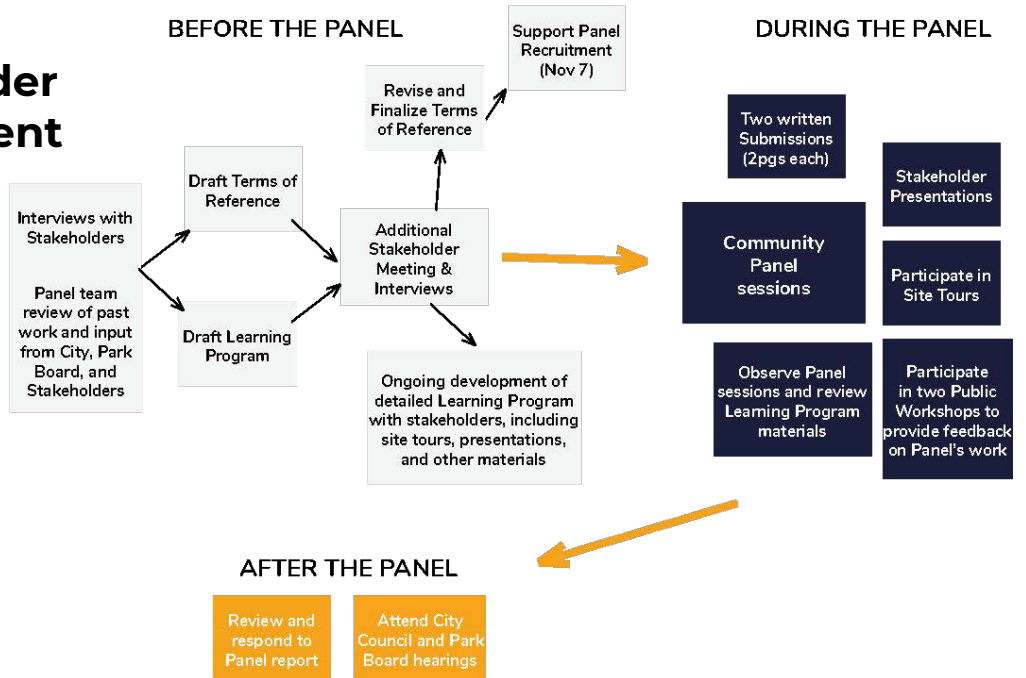 der
ent
BEFORE THE PANEL
Interviews with
Stakeholders
Panel team
review of past
work and input
from City, Park
Board, and
Stakeholders
Draft Terms of
Reference
Draft Learning
Program
Additional
Stakeholder
Meeting &
Interviews
Revise and
Finalize Terms
of Reference
Support Panel
Recruitment
(Nov 7)
Ongoing development of
detailed Learning Program
with stakeholders, including
site tours, presentations,
and other materials
DURING THE PANEL
Two written
Submissions
(2pgs each)
Stakeholder
Presentations
Community
Panel
sessions
Participate in
Site Tours
Observe Panel
sessions and review
Learning Program
materials
Participate
in two Public
Workshops to
provide feedback
on Panel's work
AFTER THE PANEL
Review and
respond to
Panel report
Attend City
Council and Park
Board hearings